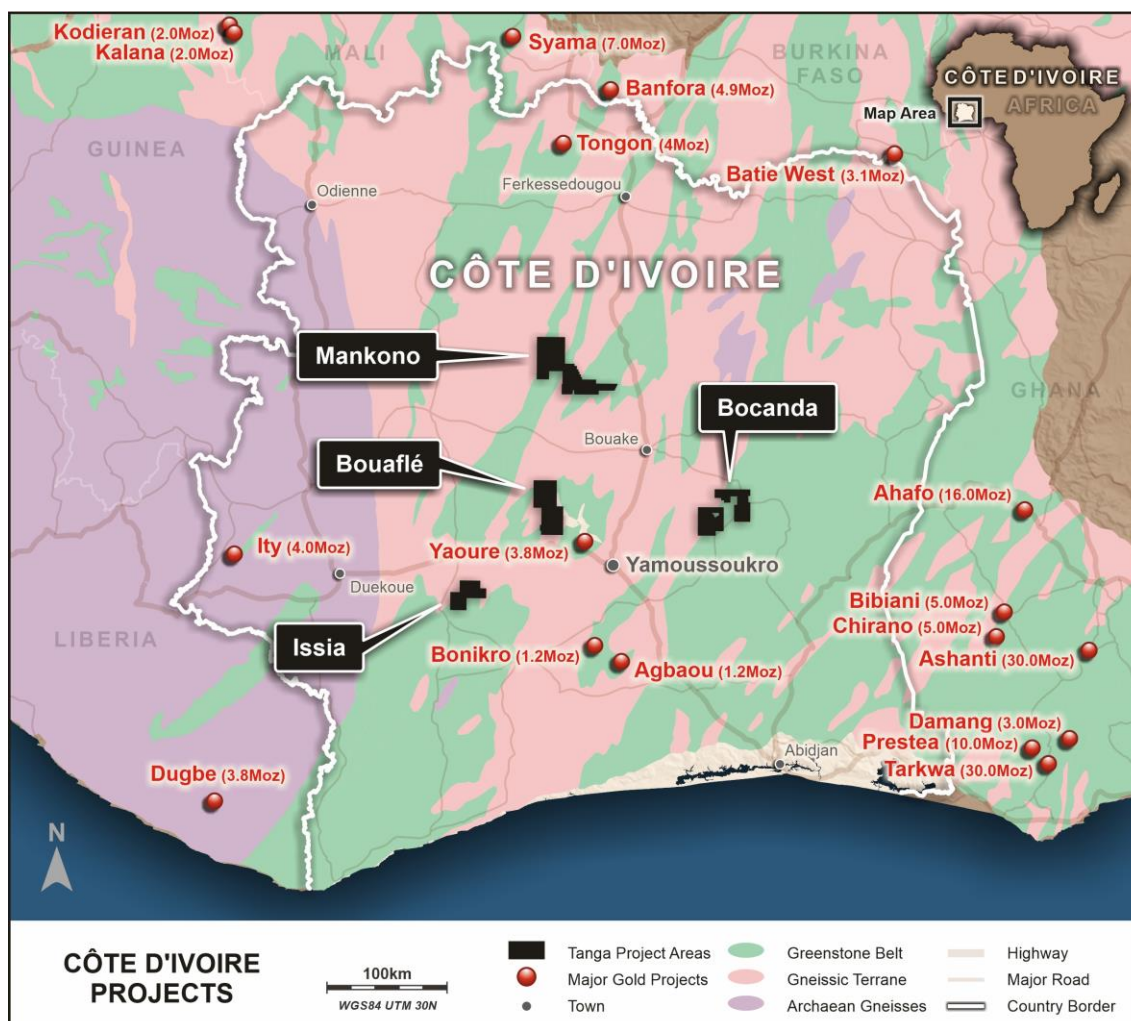 Kodieran (2.0Moz)
Kalana (2.0Moz)
MALI
Syama (7.0Moz)
BURKINA
FASO
CÔTE D'IVOIRE
AFRICA
Map Area
Banfora (4.9Moz)
GUINEA
Tongon (4Moz)
Batie West (3.1Moz)
Odienne
Ferkessedougou
CÔTE D'IVOIRE
Mankono
Bocanda
GHANA
Bouake
Bouaflé
Ahafo (16.0Moz)
Ity (4.0Moz)
Yaoure (3.8Moz)
Yamoussoukro
Duekoue
Bibiani (5.0Moz)
Chirano (5.0Moz)
Ashanti (30.0Moz)
LIBERIA
Issia
Bonikro (1.2Moz)
Agbaou (1.2Moz)
Damang (3.0Moz)
Prestea (10.0Moz)
Tarkwa (30.0Moz)
Abidjan
Dugbe (3.8Moz)
N
CÔTE D'IVOIRE
PROJECTS
100km
WGS84 UTM 30N
Tanga Project Areas
Major Gold Projects
Town
Greenstone Belt
Gneissic Terrane
Archaean Gneisses
Highway
Major Road
Country Border